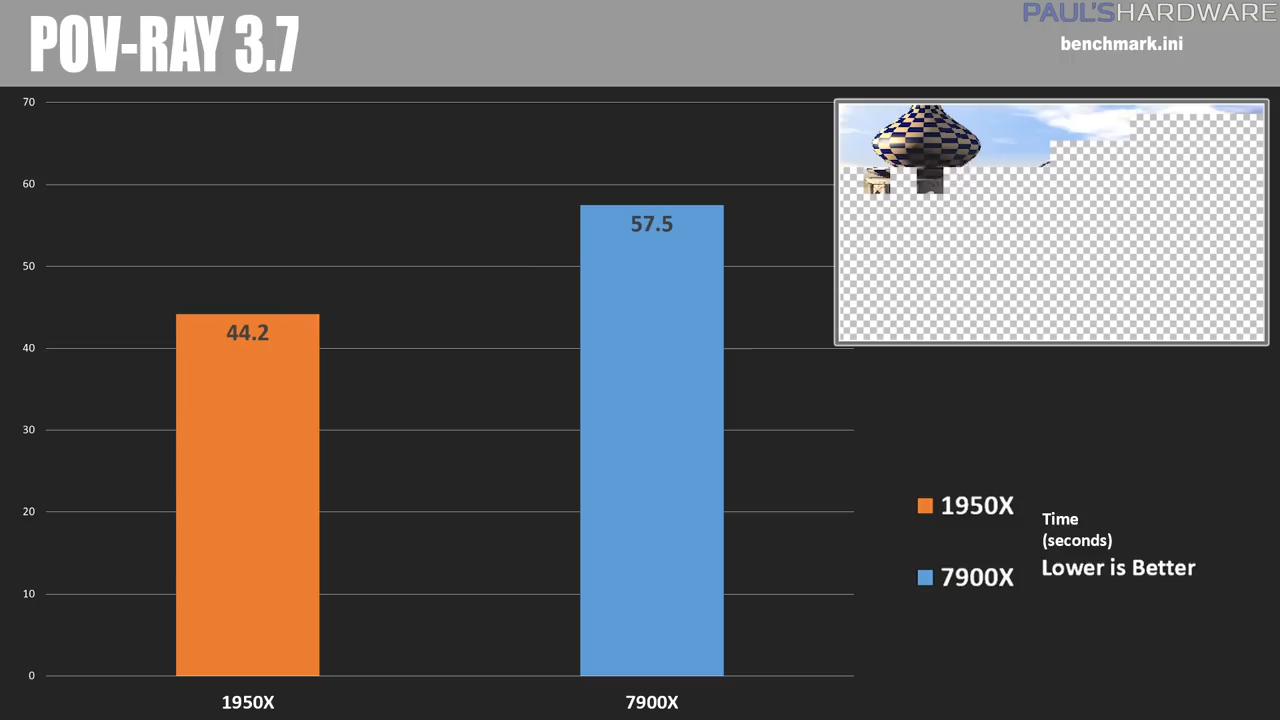 POV-RAY 3.7
PAUL'SHARDWARE
benchmark.ini
70
60
50
40
30
20
10
0
57.5
44.2
1950X
7900X
1950X
7900X
Time
(seconds)
Lower is Better